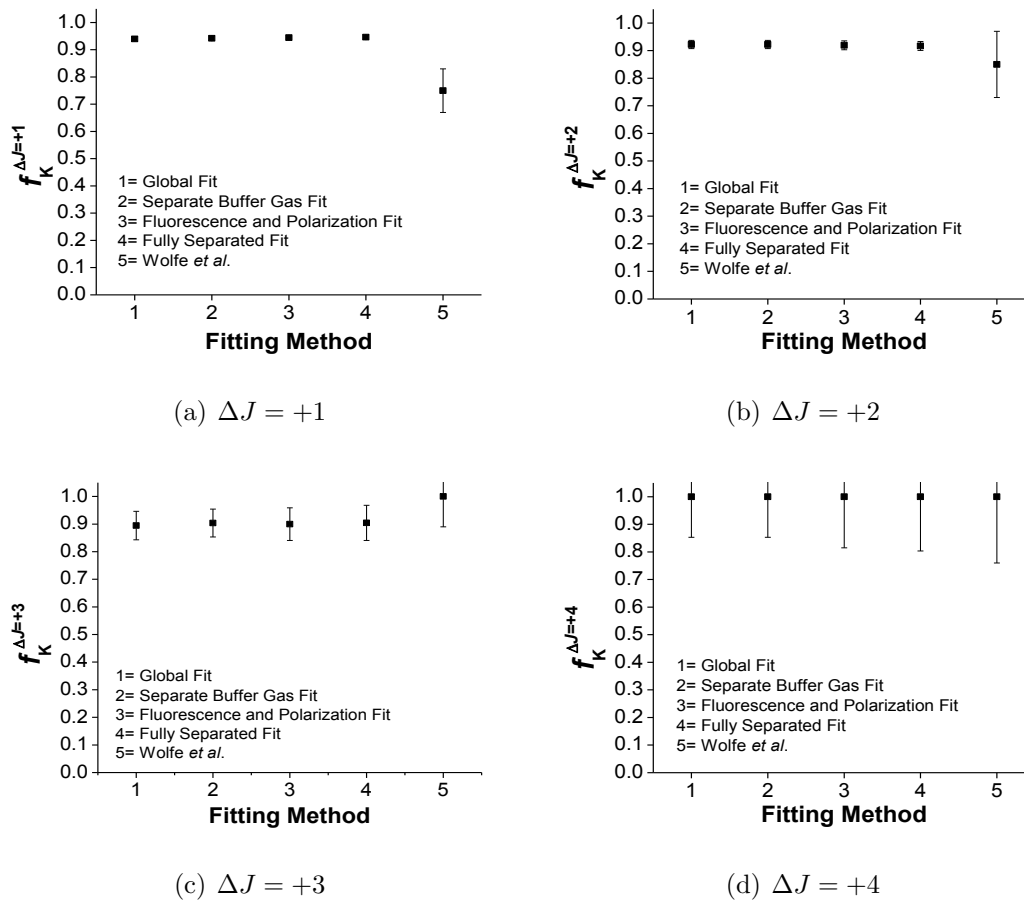 1.0
0.9
0.8
0.7
0.6
0.5
0.4
0.3
0.2
0.1
0.0
f_K^{ΔJ=+1}
1= Global Fit
2= Separate Buffer Gas Fit
3= Fluorescence and Polarization Fit
4= Fully Separated Fit
5= Wolfe et al.
1 2 3 4 5
Fitting Method
(a) ΔJ = +1
1.0
0.9
0.8
0.7
0.6
0.5
0.4
0.3
0.2
0.1
0.0
f_K^{ΔJ=+2}
1= Global Fit
2= Separate Buffer Gas Fit
3= Fluorescence and Polarization Fit
4= Fully Separated Fit
5= Wolfe et al.
1 2 3 4 5
Fitting Method
(b) ΔJ = +2
1.0
0.9
0.8
0.7
0.6
0.5
0.4
0.3
0.2
0.1
0.0
f_K^{ΔJ=+3}
1= Global Fit
2= Separate Buffer Gas Fit
3= Fluorescence and Polarization Fit
4= Fully Separated Fit
5= Wolfe et al.
1 2 3 4 5
Fitting Method
(c) ΔJ = +3
1.0
0.9
0.8
0.7
0.6
0.5
0.4
0.3
0.2
0.1
0.0
f_K^{ΔJ=+4}
1= Global Fit
2= Separate Buffer Gas Fit
3= Fluorescence and Polarization Fit
4= Fully Separated Fit
5= Wolfe et al.
1 2 3 4 5
Fitting Method
(d) ΔJ = +4